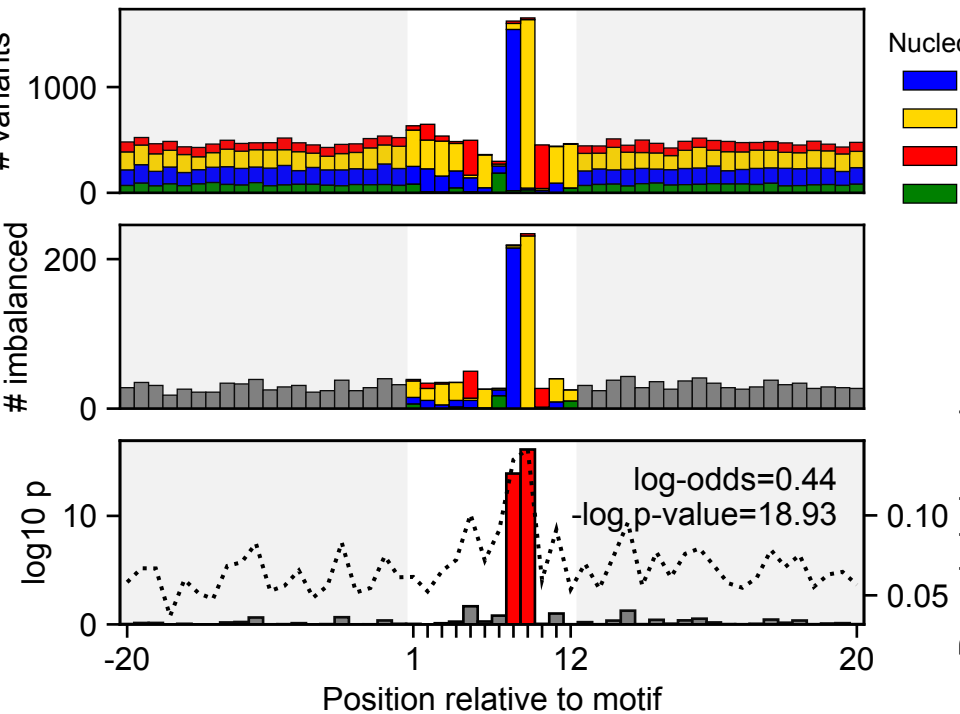 # variants
Nucleo
1000
0
# imbalanced
200
0
log10 p
log-odds=0.44
-log p-value=18.93
10
0
0.10
0.05
-20
1
12
20
Position relative to motif